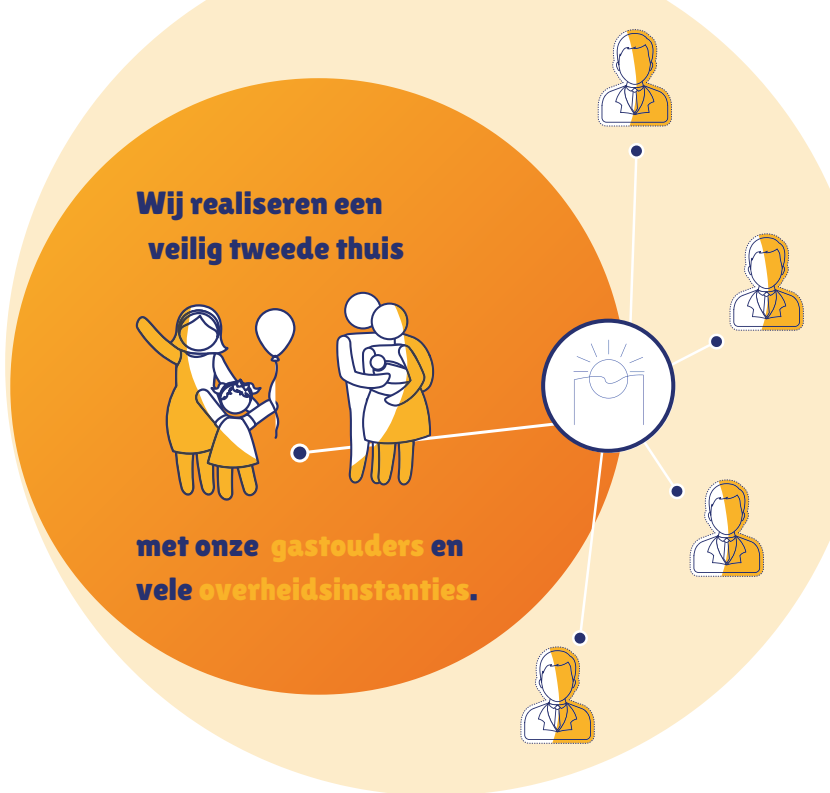 Wij realiseren een
veilig tweede thuis
met onze gastouders en
vele overheidsinstanties.